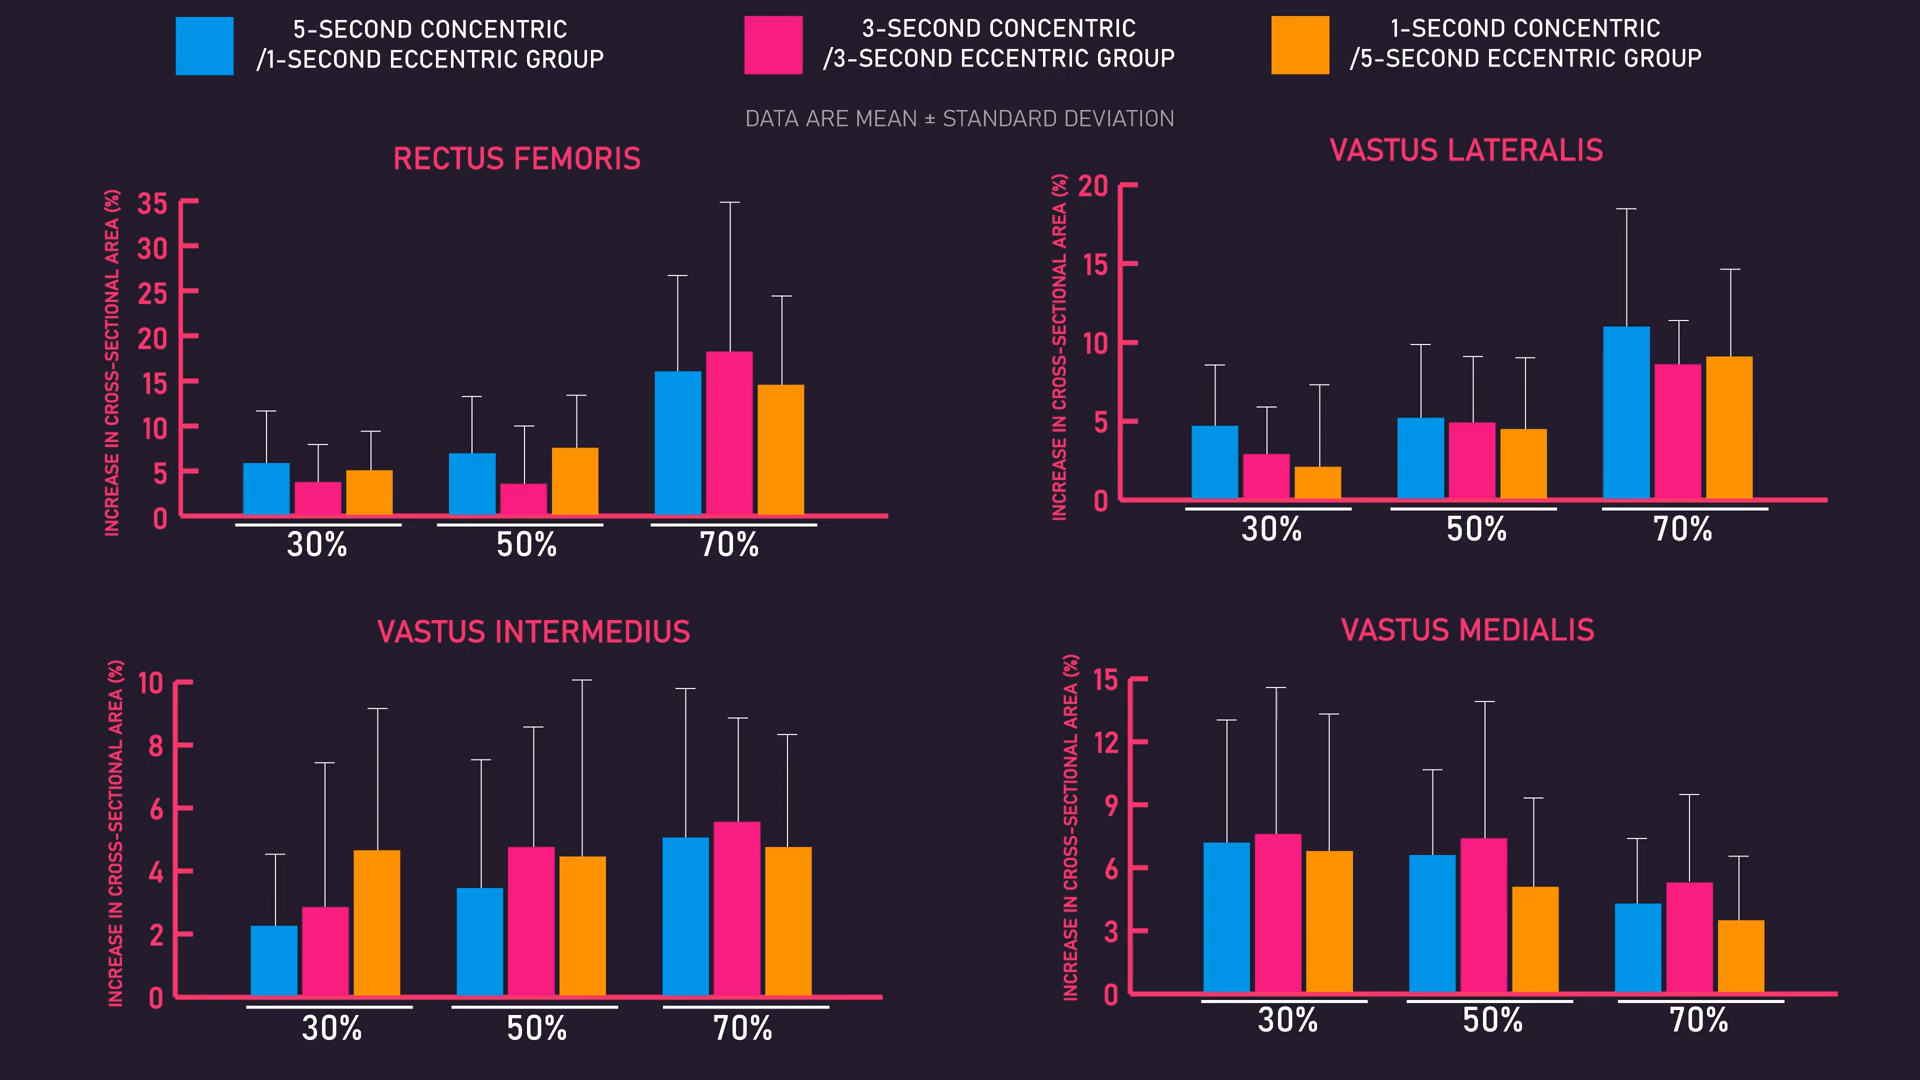 5-SECOND CONCENTRIC
/1-SECOND ECCENTRIC GROUP
3-SECOND CONCENTRIC
/3-SECOND ECCENTRIC GROUP
1-SECOND CONCENTRIC
/5-SECOND ECCENTRIC GROUP
DATA ARE MEAN ± STANDARD DEVIATION
RECTUS FEMORIS
INCREASE IN CROSS-SECTIONAL AREA (%)
35
30
25
20
15
10
5
0
30%
50%
70%
VASTUS LATERALIS
INCREASE IN CROSS-SECTIONAL AREA (%)
20
15
10
5
0
30%
50%
70%
VASTUS INTERMEDIUS
INCREASE IN CROSS-SECTIONAL AREA (%)
10
8
6
4
2
0
30%
50%
70%
VASTUS MEDIALIS
INCREASE IN CROSS-SECTIONAL AREA (%)
15
12
9
6
3
0
30%
50%
70%